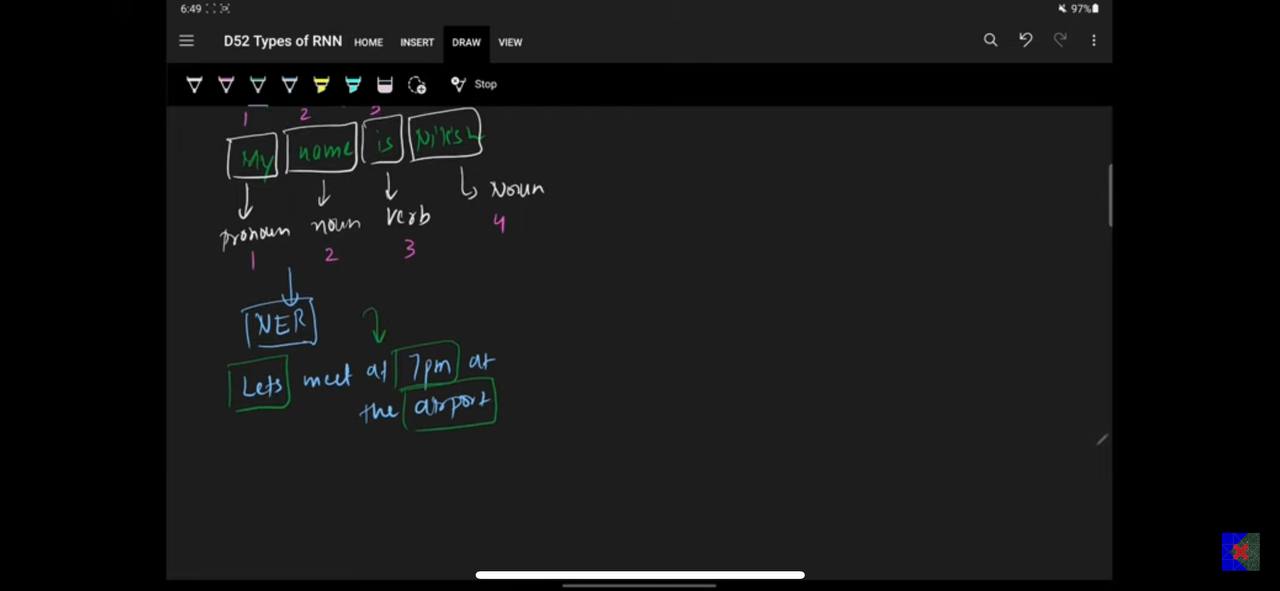 6:49
97%
D52 Types of RNN HOME INSERT DRAW VIEW
Stop
1 2 3
My name is Nitish
pronoun noun verb Noun
1 2 3 4
NER
Lets meet at 7pm at
the airport